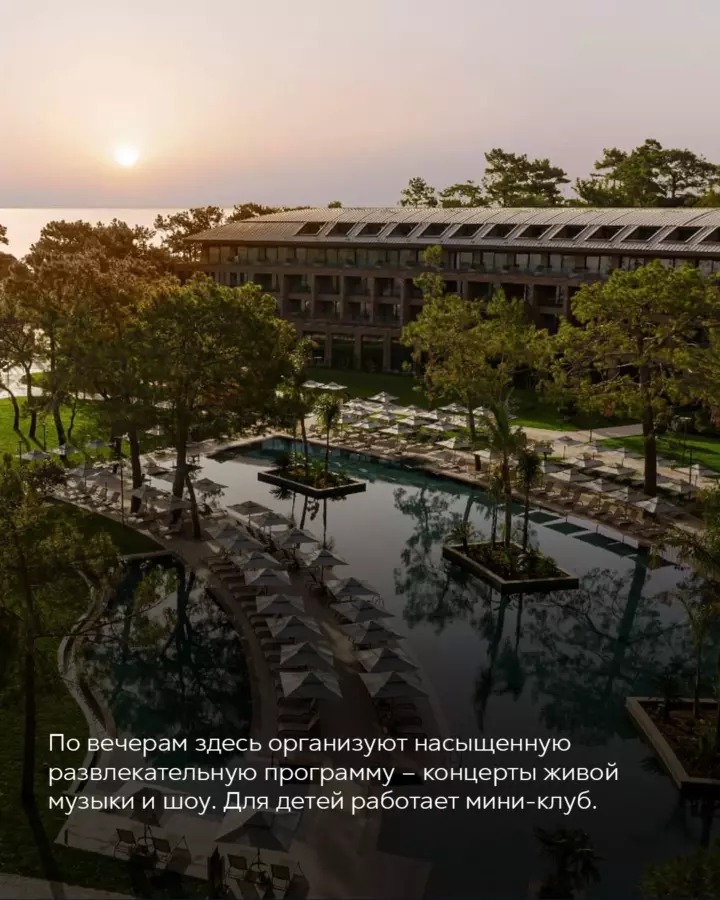 По вечерам здесь организуют насыщенную
развлекательную программу – концерты живой
музыки и шоу. Для детей работает мини-клуб.